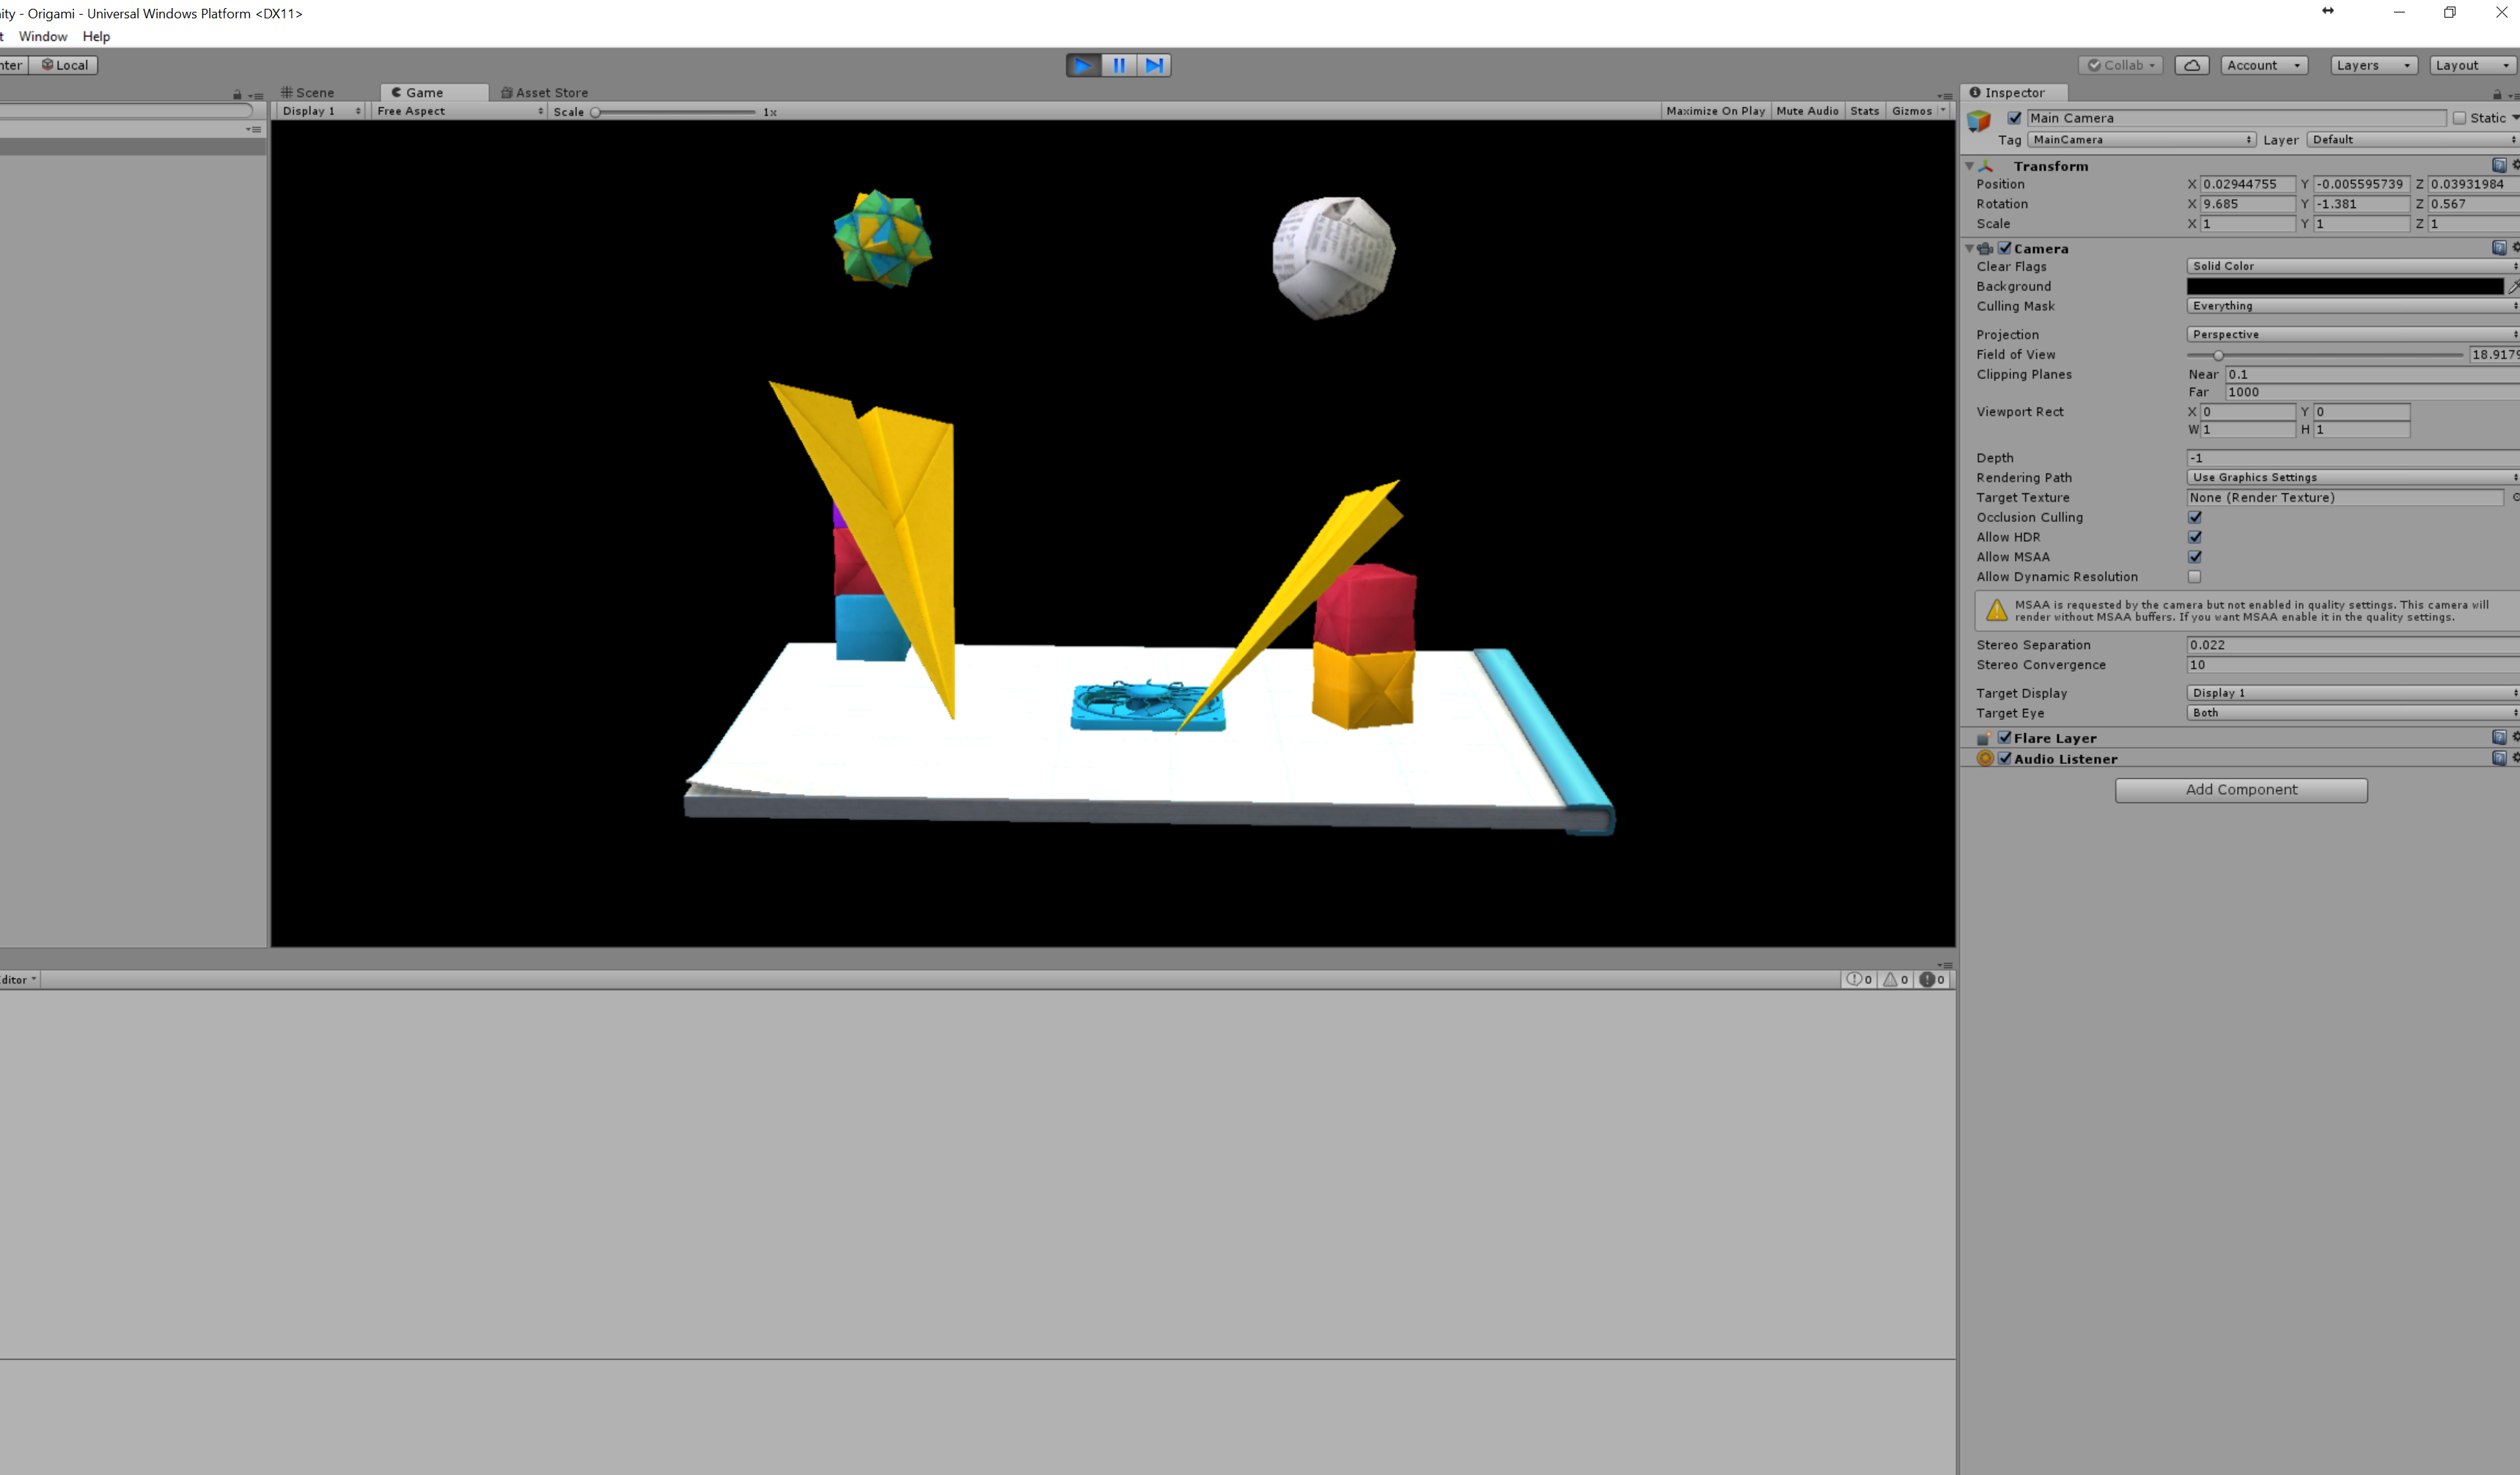 ity - Origami - Universal Windows Platform <DX11>
t Window Help
nter Local
Collab Account Layers Layout
Scene Game Asset Store
Display 1 Free Aspect Scale 1x Maximize On Play Mute Audio Stats Gizmos
Inspector
Main Camera Static
Tag MainCamera Layer Default
Transform
Position X 0.02944755 Y -0.005595739 Z 0.03931984
Rotation X 9.685 Y -1.381 Z 0.567
Scale X 1 Y 1 Z 1
Camera
Clear Flags Solid Color
Background
Culling Mask Everything
Projection Perspective
Field of View 18.9179
Clipping Planes Near 0.1
Far 1000
Viewport Rect X 0 Y 0
W 1 H 1
Depth -1
Rendering Path Use Graphics Settings
Target Texture None (Render Texture)
Occlusion Culling
Allow HDR
Allow MSAA
Allow Dynamic Resolution
MSAA is requested by the camera but not enabled in quality settings. This camera will
render without MSAA buffers. If you want MSAA enable it in the quality settings.
Stereo Separation 0.022
Stereo Convergence 10
Target Display Display 1
Target Eye Both
Flare Layer
Audio Listener
Add Component
ditor 0 0 0